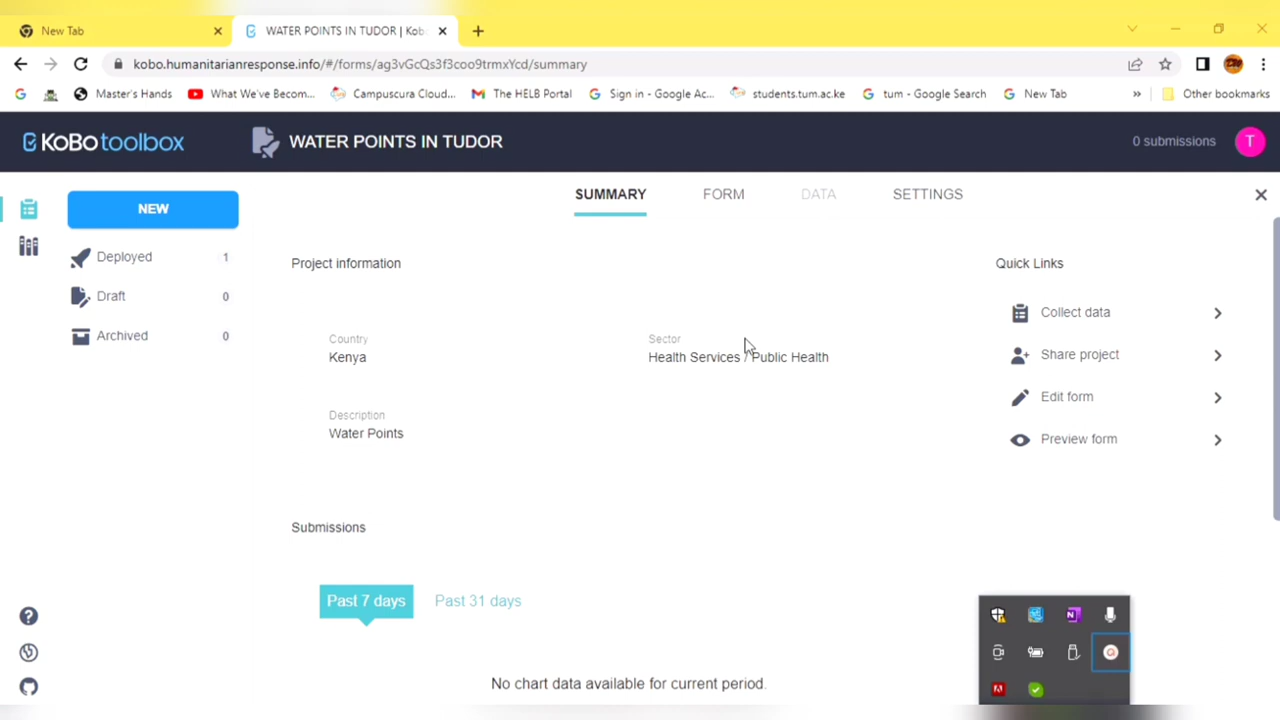 New Tab
WATER POINTS IN TUDOR | Kob
kobo.humanitarianresponse.info/#/forms/ag3vGcQs3f3coo9trmxYcd/summary
Master's Hands
What We've Becom...
Campuscura Cloud...
The HELB Portal
Sign in - Google Ac...
students.tum.ac.ke
tum - Google Search
New Tab
»
Other bookmarks
KoBotoolbox
WATER POINTS IN TUDOR
0 submissions
T
SUMMARY
FORM
DATA
SETTINGS
NEW
Deployed 1
Draft 0
Archived 0
Project information
Country
Kenya
Sector
Health Services / Public Health
Description
Water Points
Quick Links
Collect data
Share project
Edit form
Preview form
Submissions
Past 7 days
Past 31 days
No chart data available for current period.